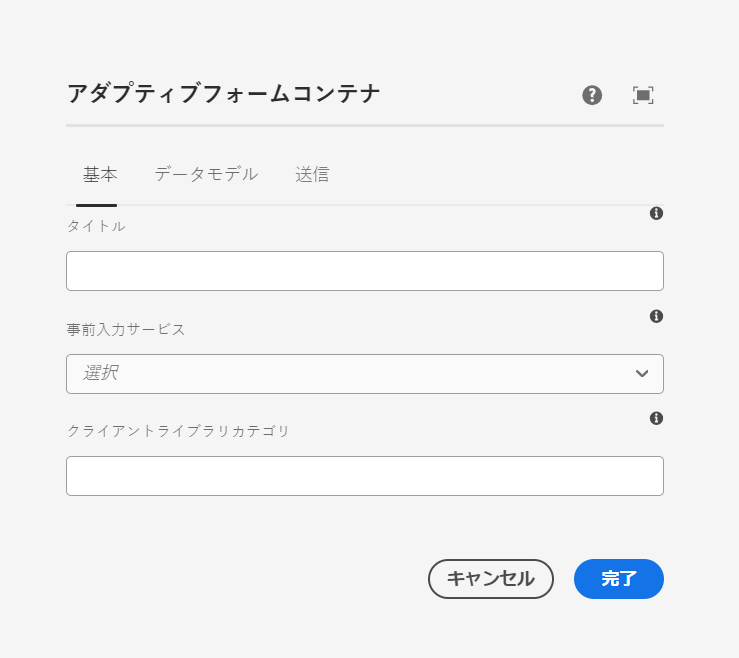 アダプティブフォームコンテナ
基本 データモデル 送信
タイトル
事前入力サービス
選択
クライアントライブラリカテゴリ
キャンセル 完了